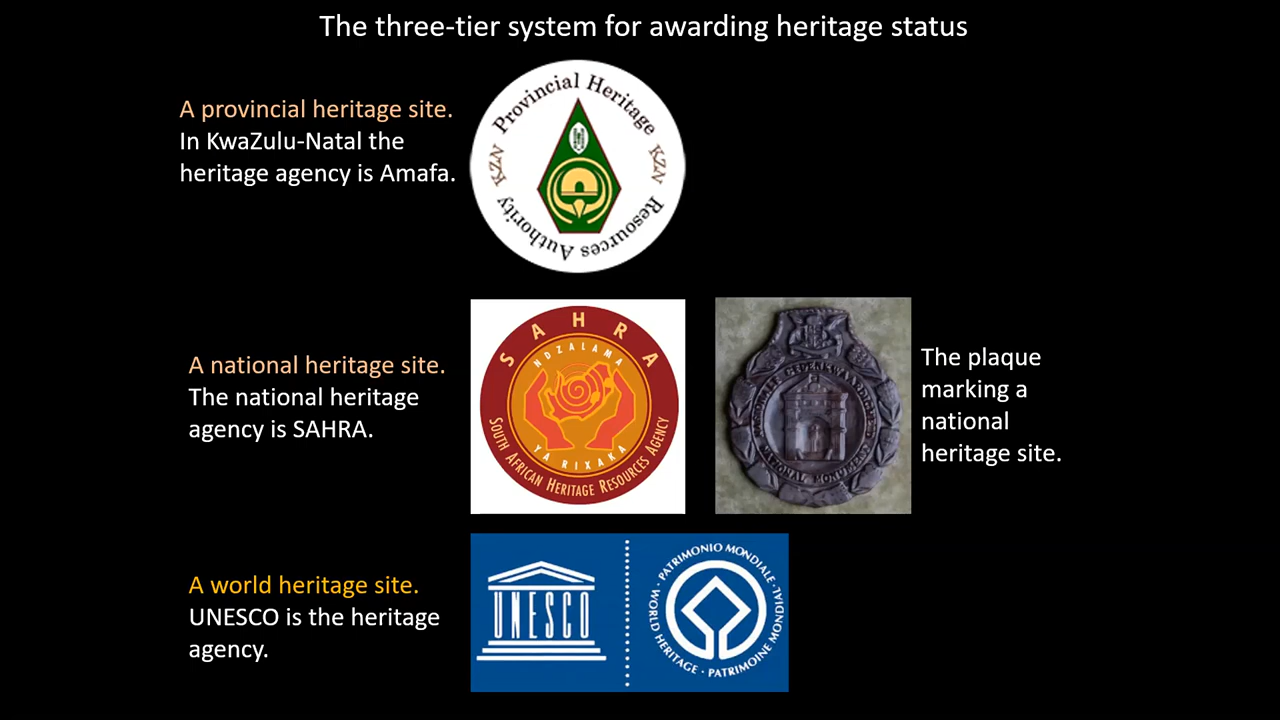 The three-tier system for awarding heritage status
A provincial heritage site.
In KwaZulu-Natal the
heritage agency is Amafa.
Provincial Heritage
KZN
KZN
Resources Authority
A national heritage site.
The national heritage
agency is SAHRA.
SAHRA
NDZALAMA
YA RIXAKA
SOUTH AFRICAN HERITAGE RESOURCES AGENCY
NATIONAL MONUMENT
The plaque
marking a
national
heritage site.
A world heritage site.
UNESCO is the heritage
agency.
UNESCO
PATRIMONIO MONDIALE ·
WORLD HERITAGE · PATRIMOINE MONDIAL ·